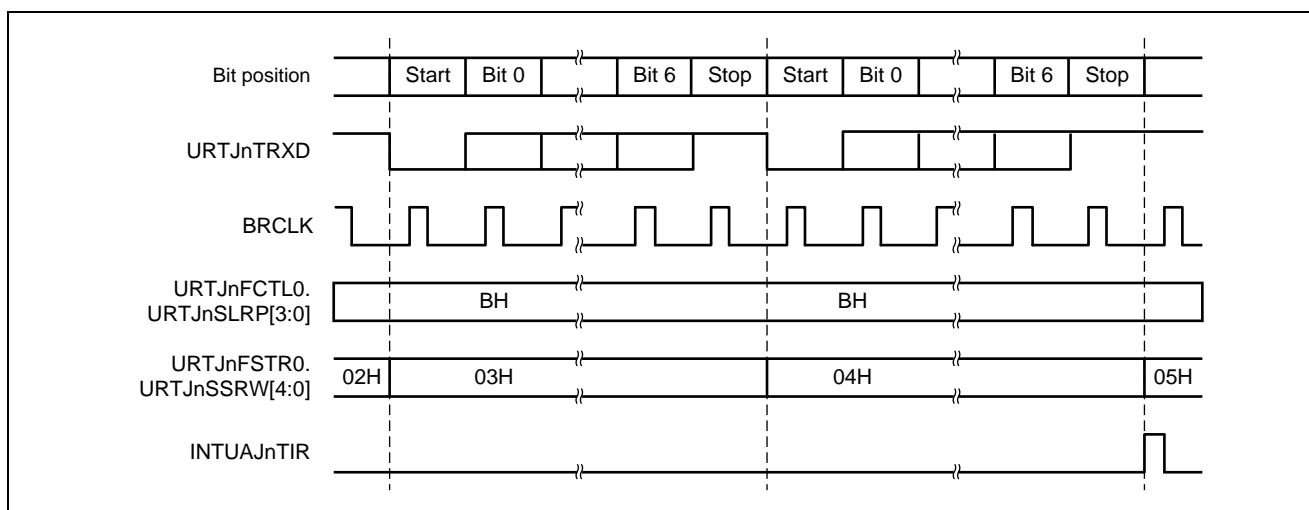 Bit position Start Bit 0 Bit 6 Stop Start Bit 0 Bit 6 Stop
URTJnTRXD
BRCLK
URTJnFCTL0.
URTJnSLRP[3:0]
BH BH
URTJnFSTR0.
URTJnSSRW[4:0]
02H 03H 04H 05H
INTUAJnTIR